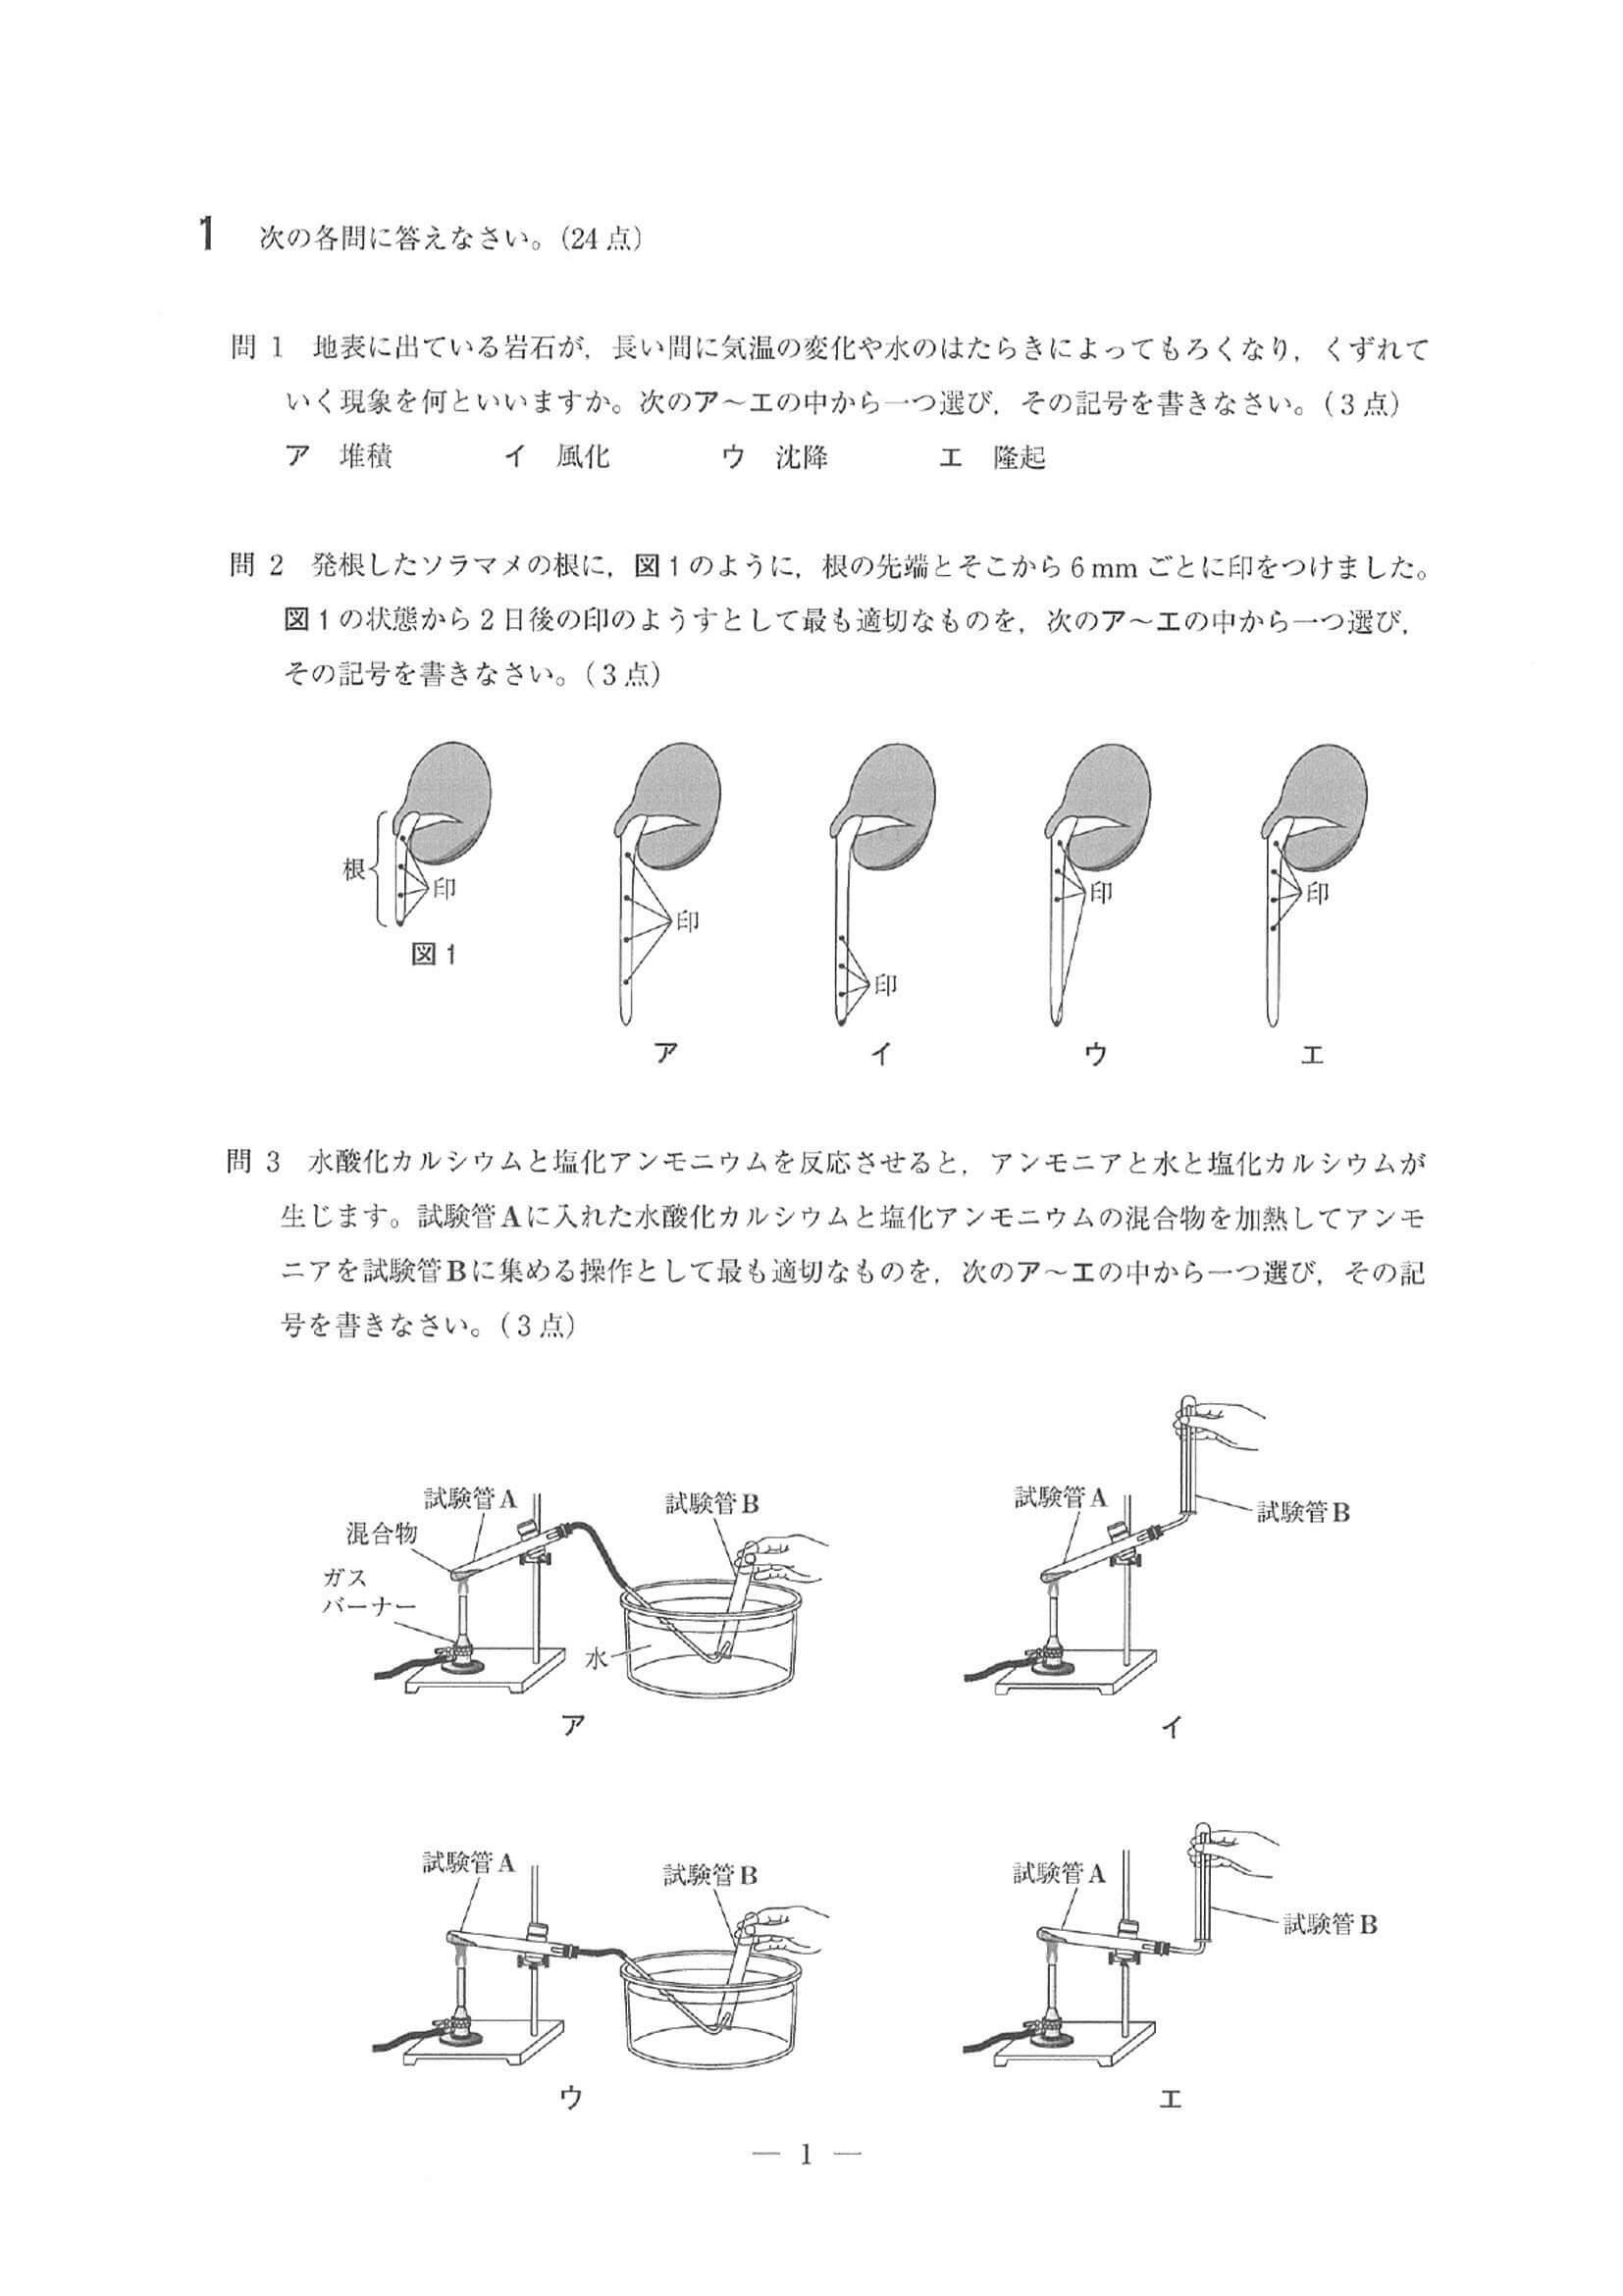 1 次の各問に答えなさい。(24点)
問 1 地表に出ている岩石が，長い間に気温の変化や水のはたらきによってもろくなり，くずれて
いく現象を何といいますか。次のア～エの中から一つ選び，その記号を書きなさい。(3点)
ア 堆積 イ 風化 ウ 沈降 エ 隆起
問 2 発根したソラマメの根に，図1のように，根の先端とそこから6mmごとに印をつけました。
図1の状態から2日後の印のようすとして最も適切なものを，次のア～エの中から一つ選び，
その記号を書きなさい。(3点)
根 印 印 印 印 印
図1
ア イ ウ エ
問 3 水酸化カルシウムと塩化アンモニウムを反応させると，アンモニアと水と塩化カルシウムが
生じます。試験管Aに入れた水酸化カルシウムと塩化アンモニウムの混合物を加熱してアンモ
ニアを試験管Bに集める操作として最も適切なものを，次のア～エの中から一つ選び，その記
号を書きなさい。(3点)
試験管A 試験管B 試験管A 試験管B
混合物
ガス
バーナー
水
ア イ
試験管A 試験管B 試験管A 試験管B
ウ エ
― 1 ―